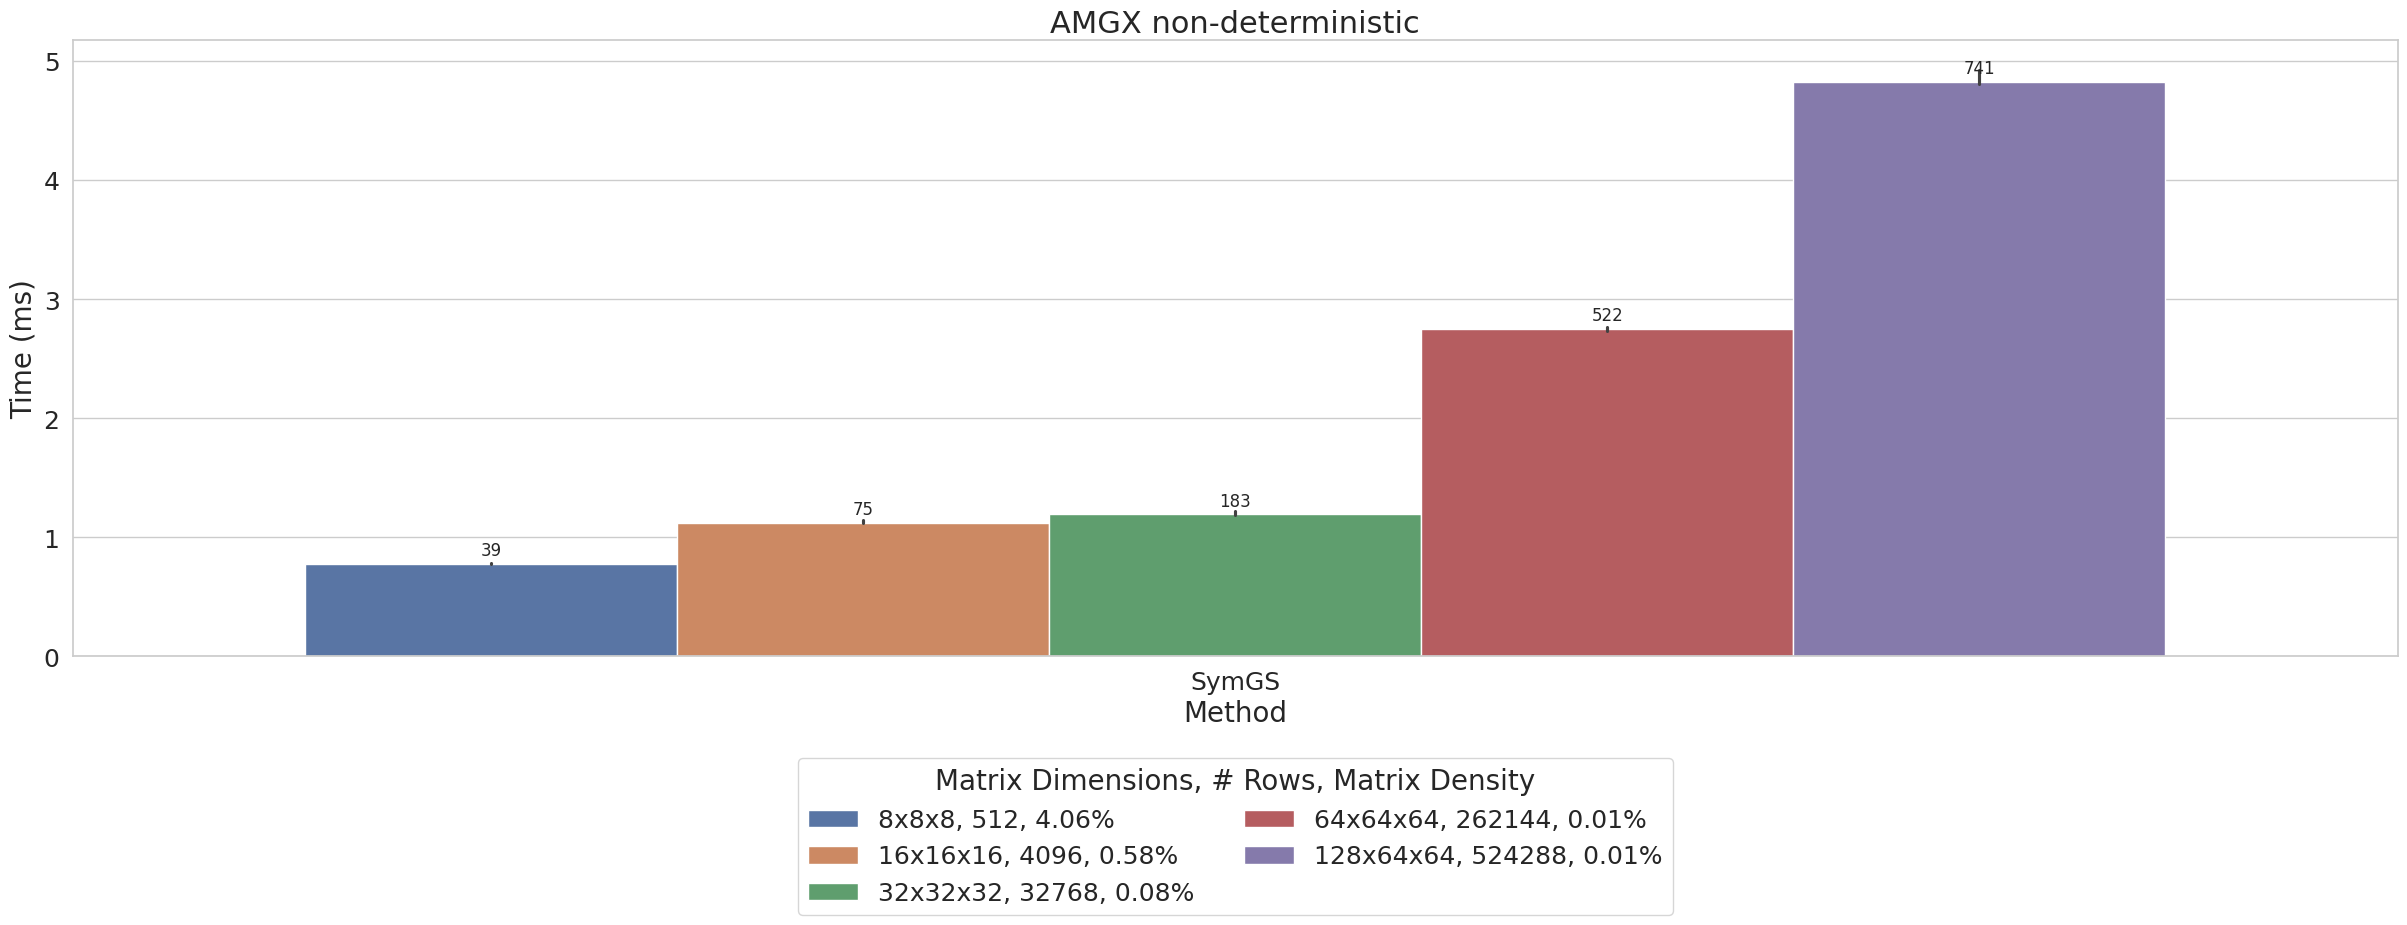 AMGX non-deterministic
5
4
3
2
1
0
Time (ms)
39
75
183
522
741
SymGS
Method
Matrix Dimensions, # Rows, Matrix Density
8x8x8, 512, 4.06%
16x16x16, 4096, 0.58%
32x32x32, 32768, 0.08%
64x64x64, 262144, 0.01%
128x64x64, 524288, 0.01%